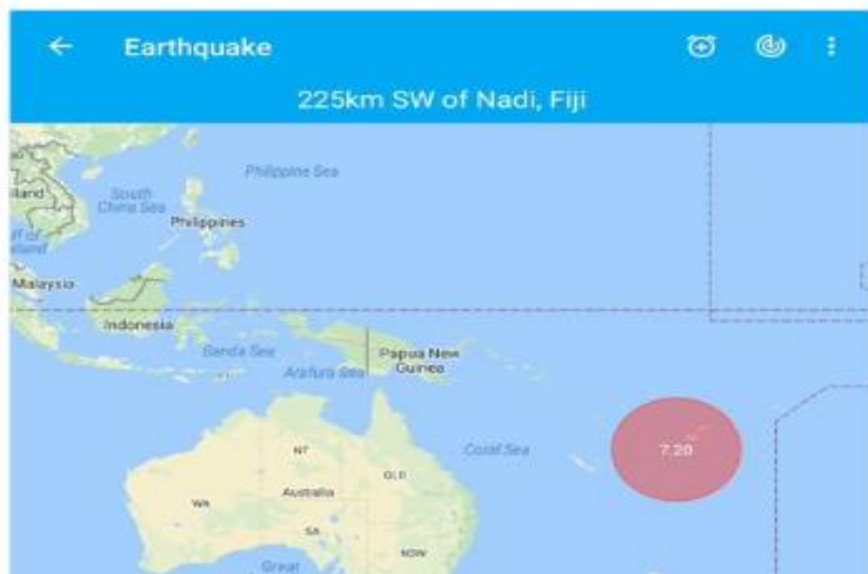 Earthquake
225km SW of Nadi, Fiji
Philippine Sea
South
China Sea
Philippines
Malaysia
Indonesia
Banda Sea
Arafura Sea
Papua New
Guinea
7.20
Coral Sea
NT
QLD
Australia
WA
SA
NSW
Great